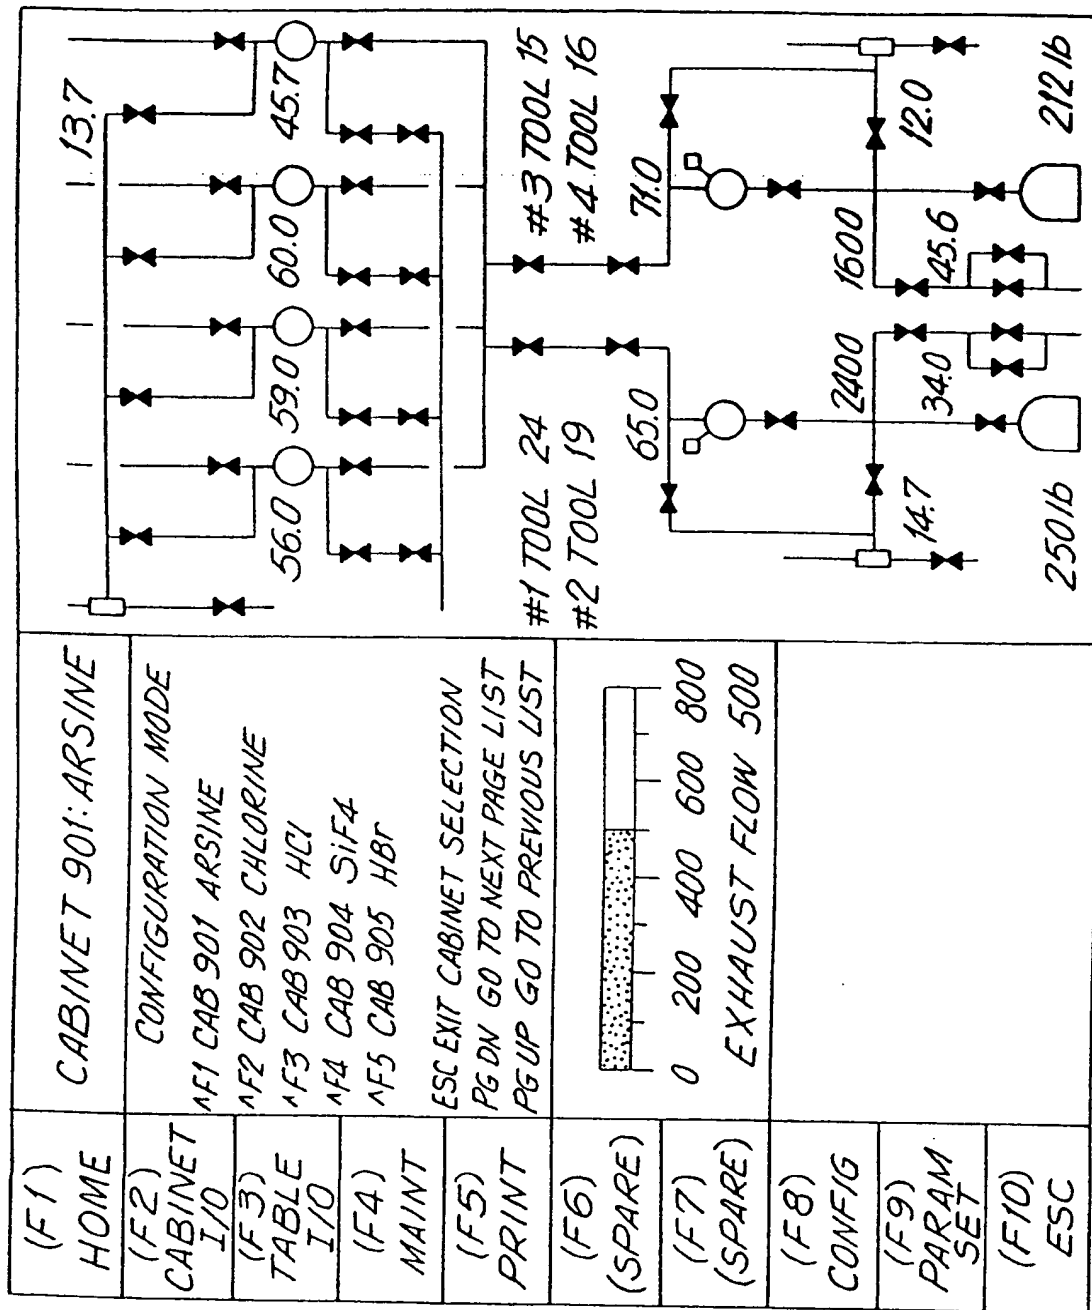 (F1)
HOME
(F2)
CABINET
I/O
(F3)
TABLE
I/O
(F4)
MAINT
(F5)
PRINT
(F6)
(SPARE)
(F7)
(SPARE)
(F8)
CONFIG
(F9)
PARAM
SET
(F10)
ESC
CABINET 901: ARSINE
CONFIGURATION MODE
^F1 CAB 901 ARSINE
^F2 CAB 902 CHLORINE
^F3 CAB 903 HCl
^F4 CAB 904 SiF4
^F5 CAB 905 HBr
ESC EXIT CABINET SELECTION
PG DN GO TO NEXT PAGE LIST
PG UP GO TO PREVIOUS LIST
0 200 400 600 800
EXHAUST FLOW 500
13.7
56.0 59.0 60.0 45.7
#1 TOOL 24
#2 TOOL 19
#3 TOOL 15
#4 TOOL 16
65.0 71.0
14.7 2400 1600 12.0
34.0 45.6
250 lb 212 lb